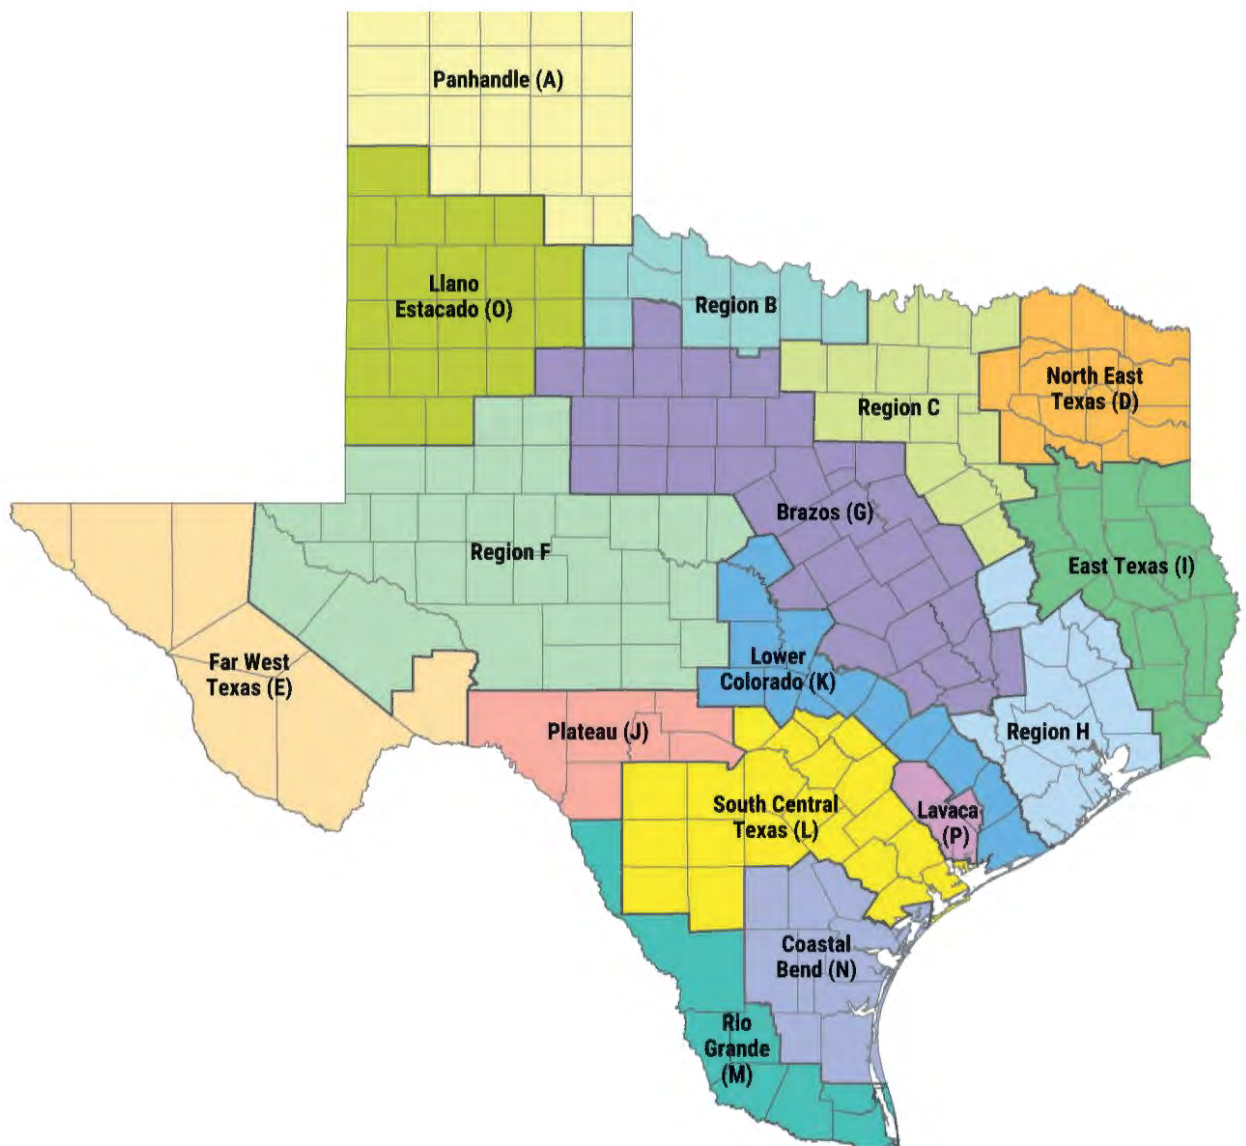 Panhandle (A)
Llano
Estacado (O)
Region B
North East
Texas (D)
Region C
Brazos (G)
Region F
East Texas (I)
Far West
Texas (E)
Lower
Colorado (K)
Plateau (J)
Region H
South Central
Texas (L)
Lavaca
(P)
Coastal
Bend (N)
Rio
Grande
(M)